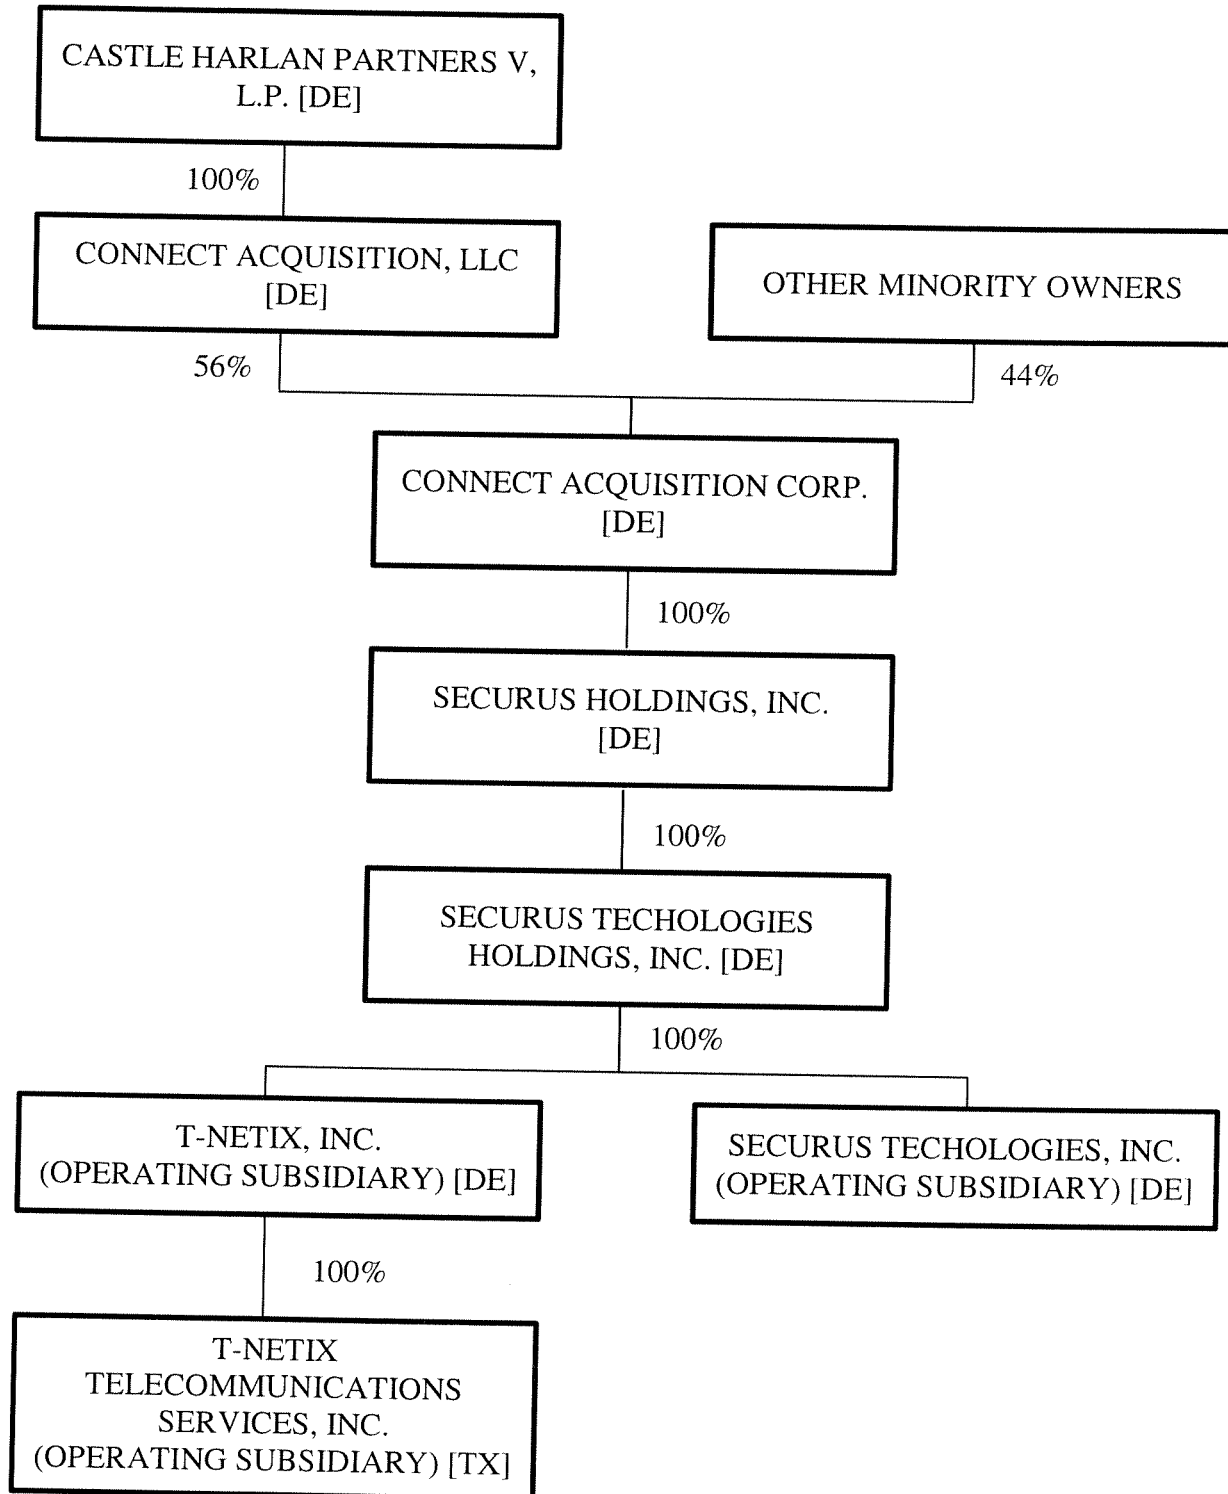 CASTLE HARLAN PARTNERS V,
L.P. [DE]
100%
CONNECT ACQUISITION, LLC
[DE]
OTHER MINORITY OWNERS
56%
44%
CONNECT ACQUISITION CORP.
[DE]
100%
SECURUS HOLDINGS, INC.
[DE]
100%
SECURUS TECHOLOGIES
HOLDINGS, INC. [DE]
100%
T-NETIX, INC.
(OPERATING SUBSIDIARY) [DE]
SECURUS TECHOLOGIES, INC.
(OPERATING SUBSIDIARY) [DE]
100%
T-NETIX
TELECOMMUNICATIONS
SERVICES, INC.
(OPERATING SUBSIDIARY) [TX]